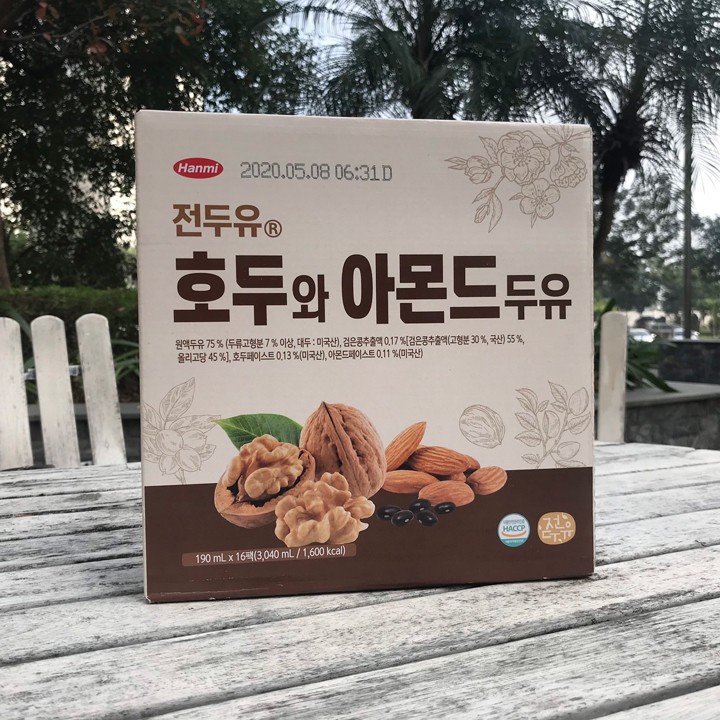 Hanmi
2020.05.08 06:31D
전두유®
호두와 아몬드두유
원액두유 75 % (두류고형분 7 % 이상, 대두 : 미국산), 검은콩추출액 0.17 %[검은콩추출액(고형분 30 %, 국산) 55 %,
올리고당 45 %], 호두페이스트 0.13 %(미국산), 아몬드페이스트 0.11 %(미국산)
190 mL x 16팩(3,040 mL / 1,600 kcal)
HACCP
전두유